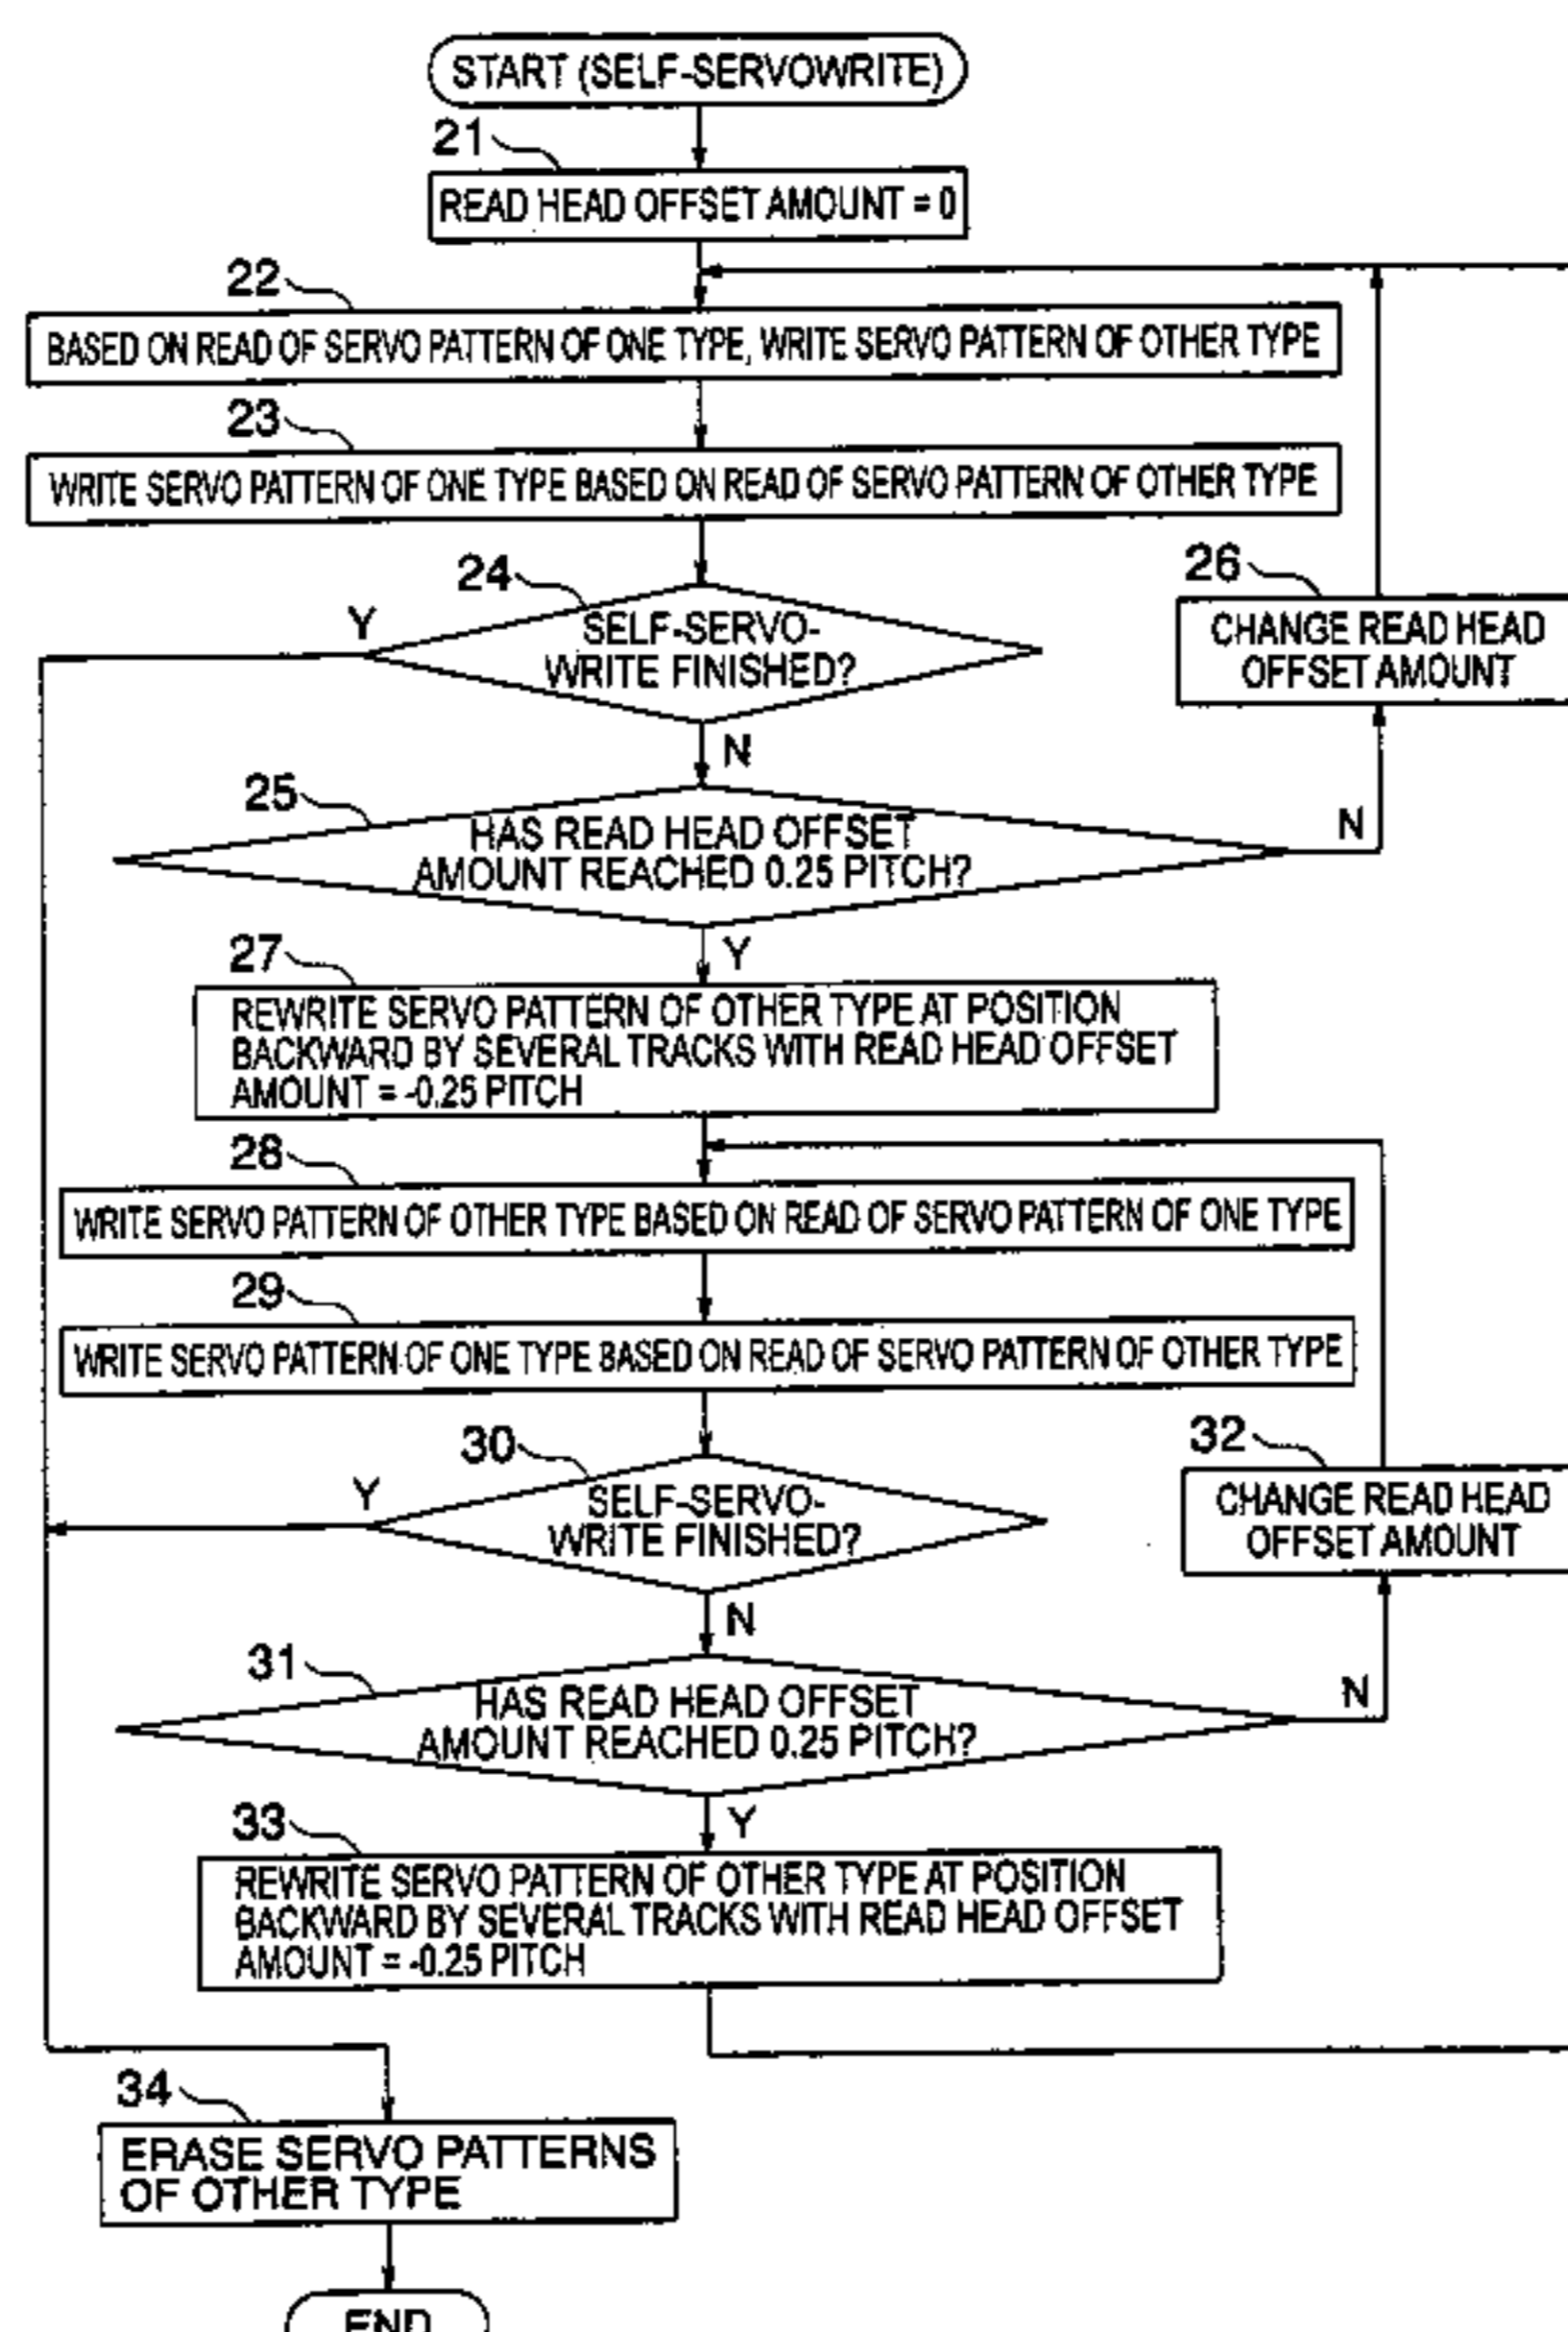 START (SELF-SERVOWRITE)
21
READ HEAD OFFSET AMOUNT = 0
22
BASED ON READ OF SERVO PATTERN OF ONE TYPE, WRITE SERVO PATTERN OF OTHER TYPE
23
WRITE SERVO PATTERN OF ONE TYPE BASED ON READ OF SERVO PATTERN OF OTHER TYPE
24
Y
SELF-SERVO-
WRITE FINISHED?
26
CHANGE READ HEAD
OFFSET AMOUNT
N
25
HAS READ HEAD OFFSET
AMOUNT REACHED 0.25 PITCH?
N
Y
27
REWRITE SERVO PATTERN OF OTHER TYPE AT POSITION
BACKWARD BY SEVERAL TRACKS WITH READ HEAD OFFSET
AMOUNT = -0.25 PITCH
28
WRITE SERVO PATTERN OF OTHER TYPE BASED ON READ OF SERVO PATTERN OF ONE TYPE
29
WRITE SERVO PATTERN OF ONE TYPE BASED ON READ OF SERVO PATTERN OF OTHER TYPE
30
Y
SELF-SERVO-
WRITE FINISHED?
32
CHANGE READ HEAD
OFFSET AMOUNT
N
31
HAS READ HEAD OFFSET
AMOUNT REACHED 0.25 PITCH?
N
Y
33
REWRITE SERVO PATTERN OF OTHER TYPE AT POSITION
BACKWARD BY SEVERAL TRACKS WITH READ HEAD OFFSET
AMOUNT = -0.25 PITCH
34
ERASE SERVO PATTERNS
OF OTHER TYPE
END